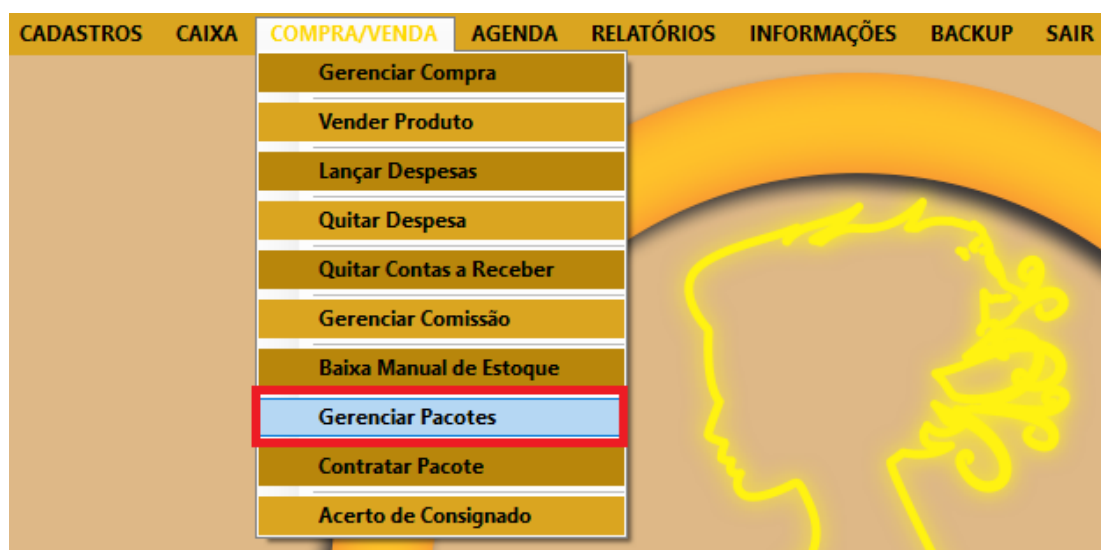 CADASTROS CAIXA COMPRA/VENDA AGENDA RELATÓRIOS INFORMAÇÕES BACKUP SAIR
Gerenciar Compra
Vender Produto
Lançar Despesas
Quitar Despesa
Quitar Contas a Receber
Gerenciar Comissão
Baixa Manual de Estoque
Gerenciar Pacotes
Contratar Pacote
Acerto de Consignado